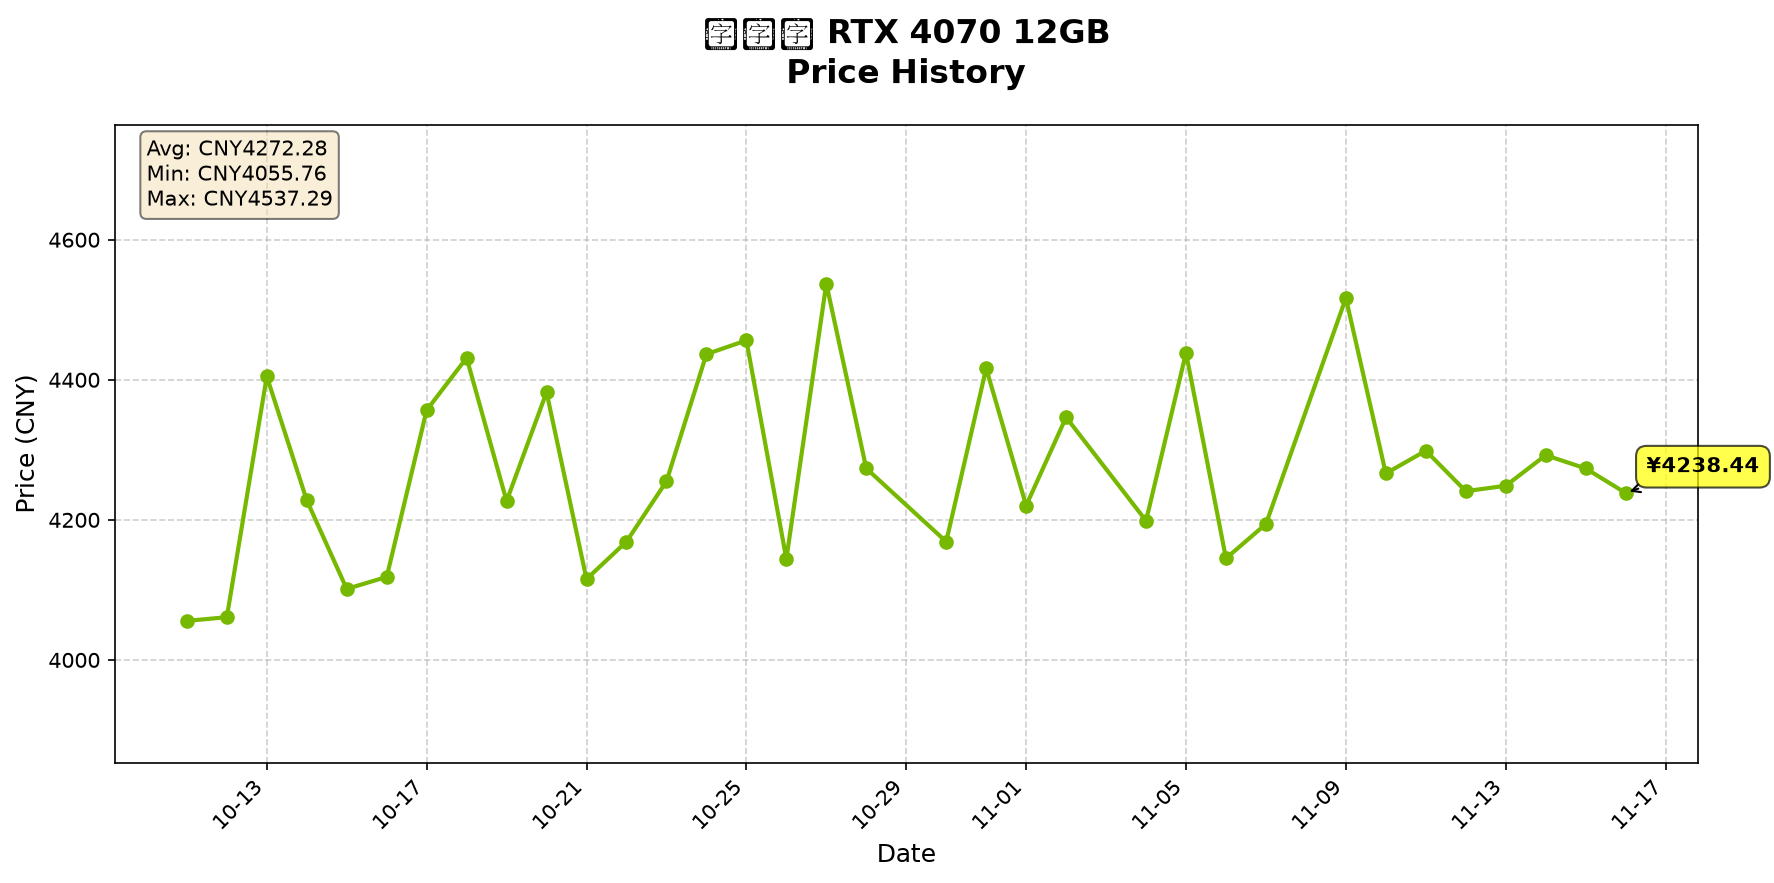 RTX 4070 12GB
Price History
Avg: CNY4272.28
Min: CNY4055.76
Max: CNY4537.29
Price (CNY)
4600
4400
4200
4000
¥4238.44
10-13
10-17
10-21
10-25
10-29
11-01
11-05
11-09
11-13
11-17
Date